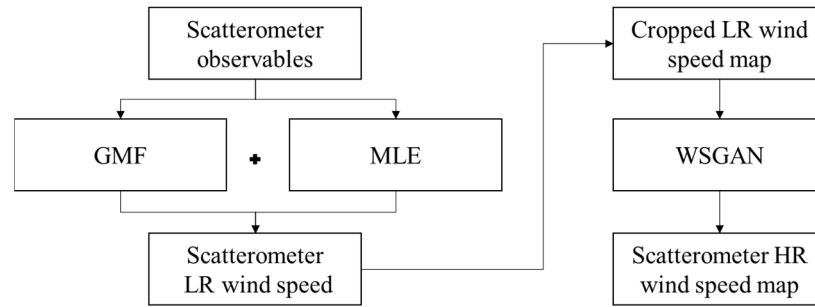 Scatterometer
observables
GMF
+
MLE
Scatterometer
LR wind speed
Cropped LR wind
speed map
WSGAN
Scatterometer HR
wind speed map